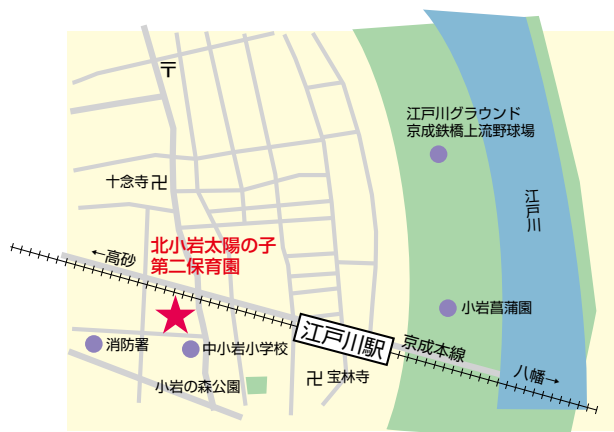 〒
江戸川グラウンド
京成鉄橋上流野球場
十念寺卍
江戸川
北小岩太陽の子
第二保育園
←高砂
小岩菖蒲園
江戸川駅
京成本線
消防署
中小岩小学校
八幡→
小岩の森公園
卍宝林寺